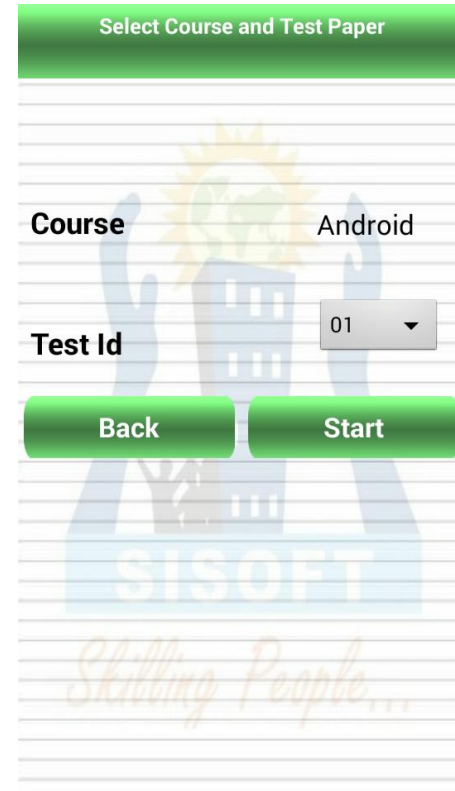 Select Course and Test Paper
Course Android
Test Id 01
Back Start
SISOFT
Skilling People...